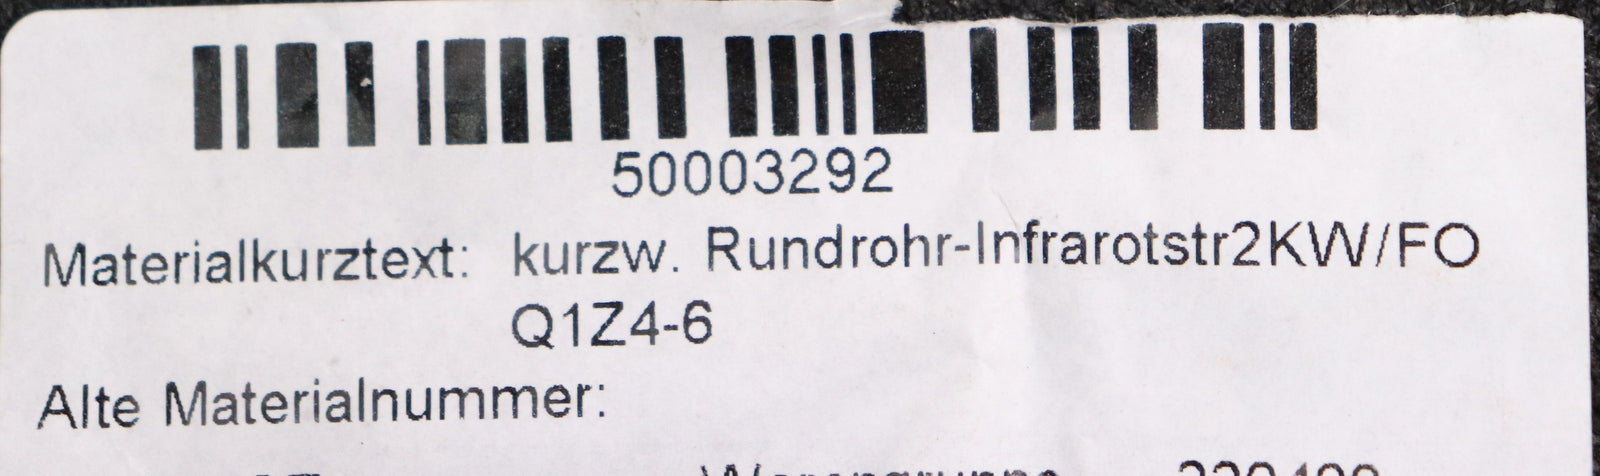 50003292
Materialkurztext: kurzw. Rundrohr-Infrarotstr2KW/FO
Q1Z4-6
Alte Materialnummer: